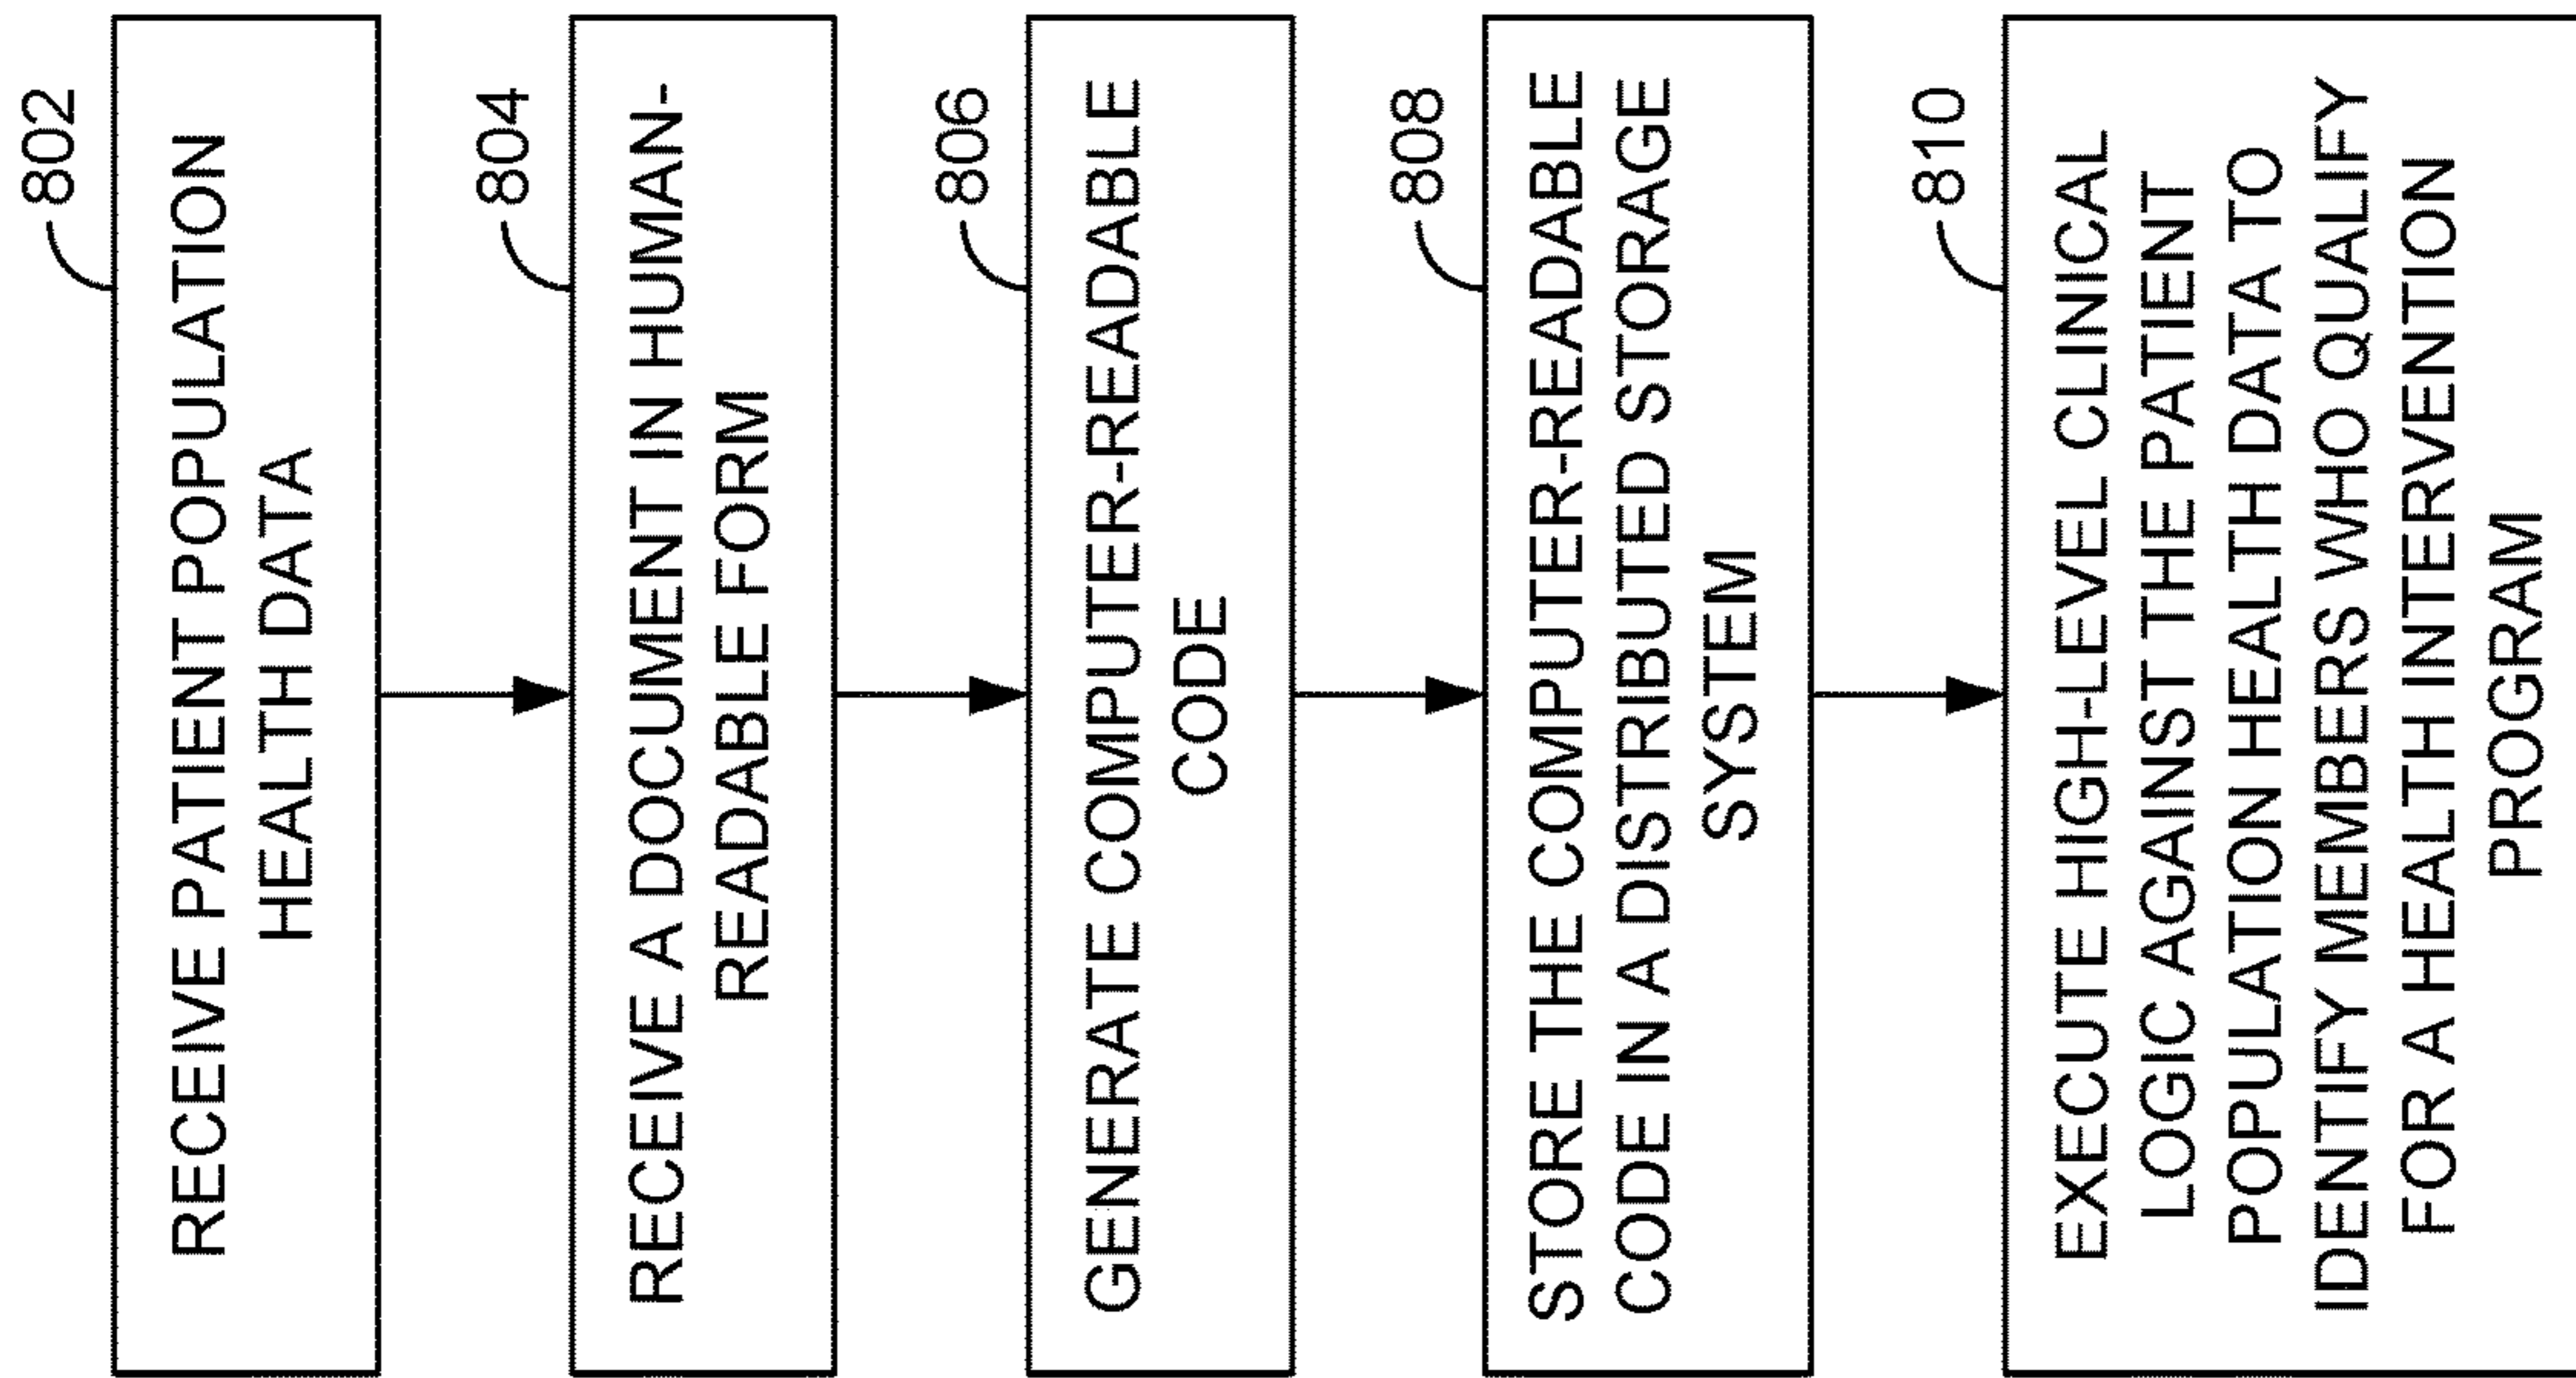 802
RECEIVE PATIENT POPULATION
HEALTH DATA
804
RECEIVE A DOCUMENT IN HUMAN-
READABLE FORM
806
GENERATE COMPUTER-READABLE
CODE
808
STORE THE COMPUTER-READABLE
CODE IN A DISTRIBUTED STORAGE
SYSTEM
810
EXECUTE HIGH-LEVEL CLINICAL
LOGIC AGAINST THE PATIENT
POPULATION HEALTH DATA TO
IDENTIFY MEMBERS WHO QUALIFY
FOR A HEALTH INTERVENTION
PROGRAM